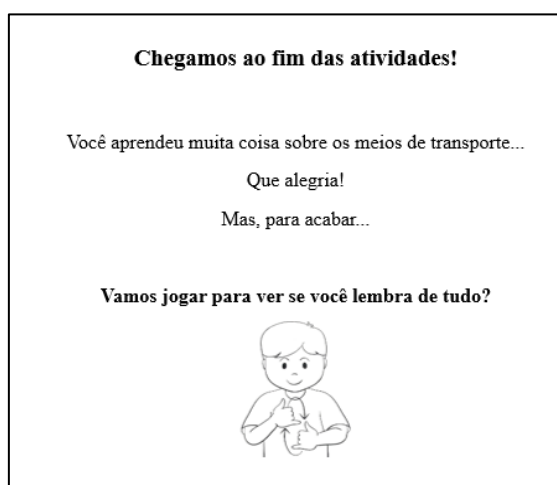 Chegamos ao fim das atividades!
Você aprendeu muita coisa sobre os meios de transporte...
Que alegria!
Mas, para acabar...
Vamos jogar para ver se você lembra de tudo?